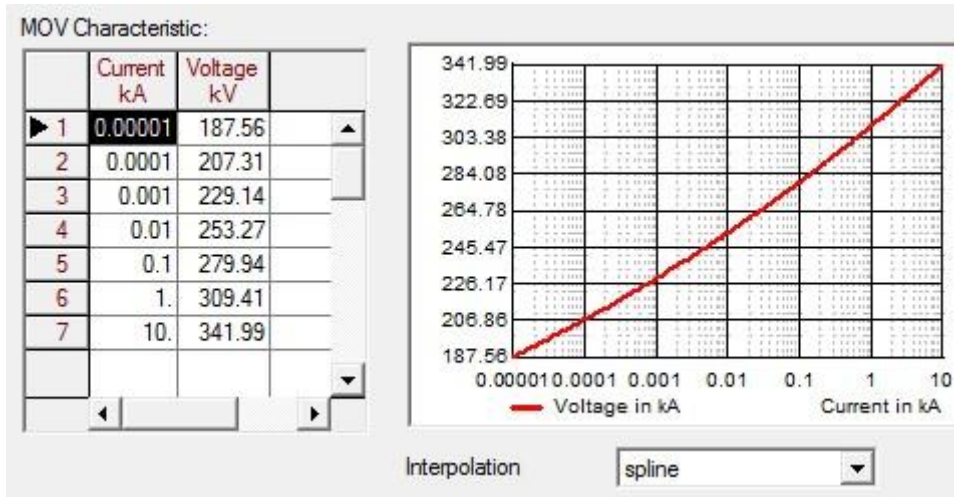 MOV Characteristic:
Current kA Voltage kV
1 0.00001 187.56
2 0.0001 207.31
3 0.001 229.14
4 0.01 253.27
5 0.1 279.94
6 1. 309.41
7 10. 341.99
341.99
322.69
303.38
284.08
264.78
245.47
226.17
206.86
187.56
0.00001 0.0001 0.001 0.01 0.1 1 10
Voltage in kA Current in kA
Interpolation spline